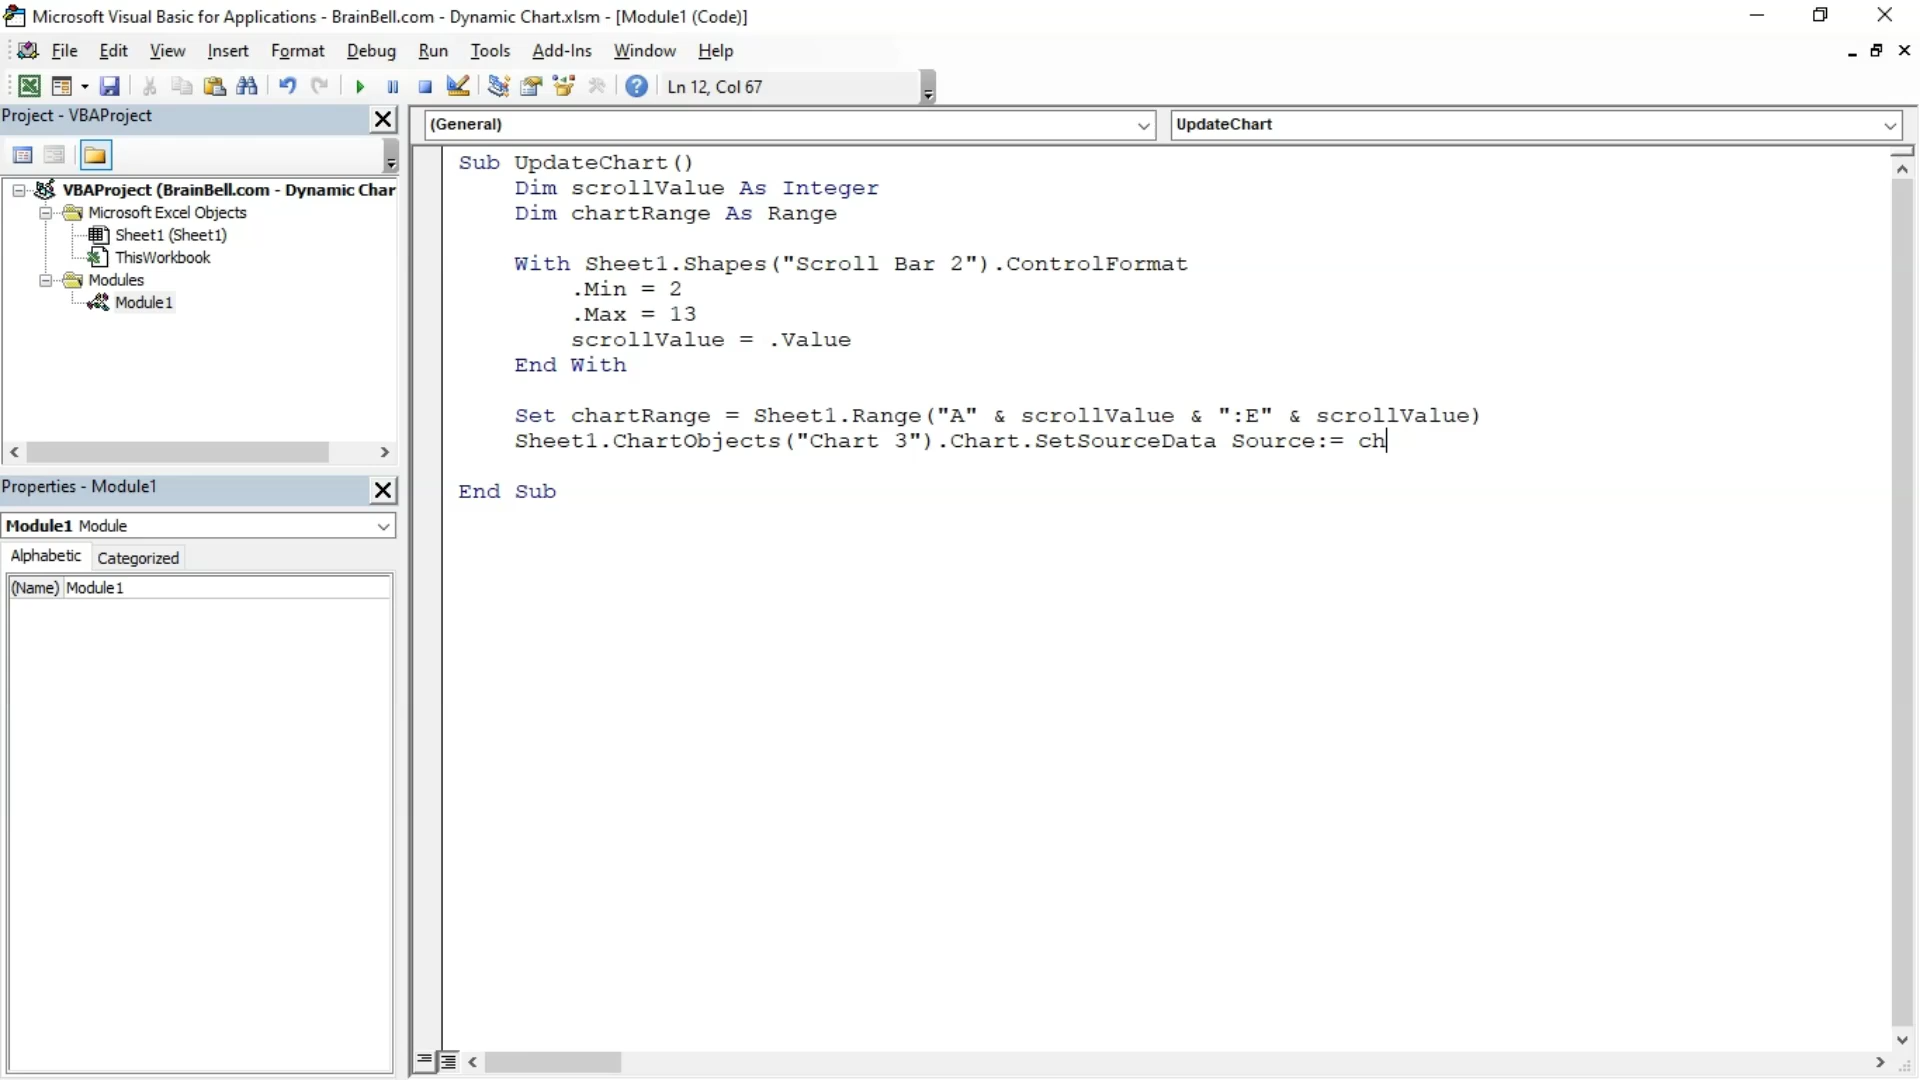 Microsoft Visual Basic for Applications - BrainBell.com - Dynamic Chart.xlsm - [Module1 (Code)]
File Edit View Insert Format Debug Run Tools Add-Ins Window Help
Ln 12, Col 67
Project - VBAProject
VBAProject (BrainBell.com - Dynamic Char
Microsoft Excel Objects
Sheet1 (Sheet1)
ThisWorkbook
Modules
Module1
Properties - Module1
Module1 Module
Alphabetic Categorized
(Name) Module1
(General) UpdateChart
Sub UpdateChart()
Dim scrollValue As Integer
Dim chartRange As Range
With Sheet1.Shapes("Scroll Bar 2").ControlFormat
.Min = 2
.Max = 13
scrollValue = .Value
End With
Set chartRange = Sheet1.Range("A" & scrollValue & ":E" & scrollValue)
Sheet1.ChartObjects("Chart 3").Chart.SetSourceData Source:= ch
End Sub